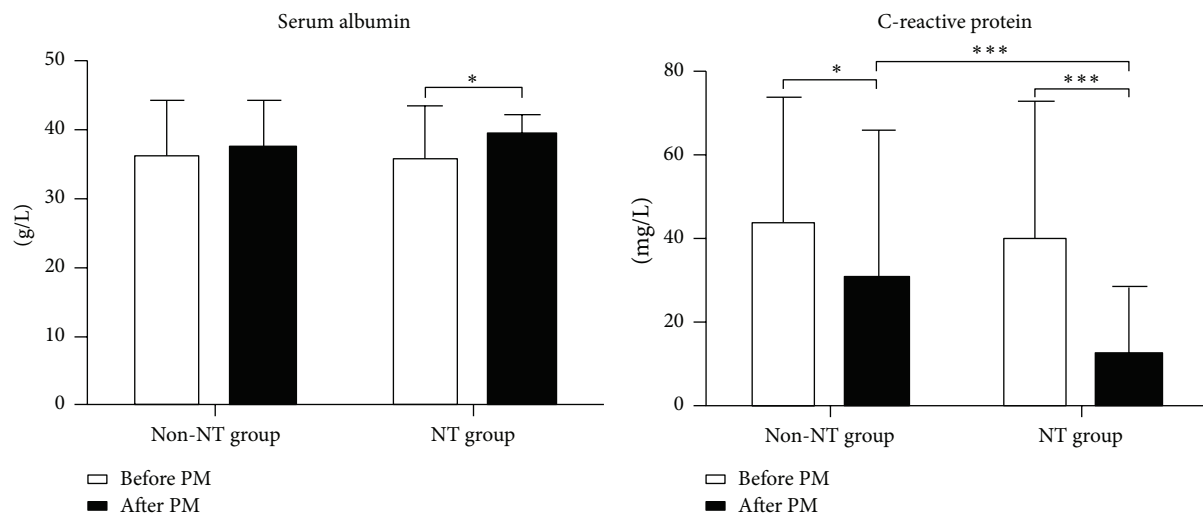 Serum albumin
50
40
30
20
10
0
(g/L)
*
Non-NT group NT group
Before PM
After PM
C-reactive protein
80
60
40
20
0
(mg/L)
***
* ***
Non-NT group NT group
Before PM
After PM